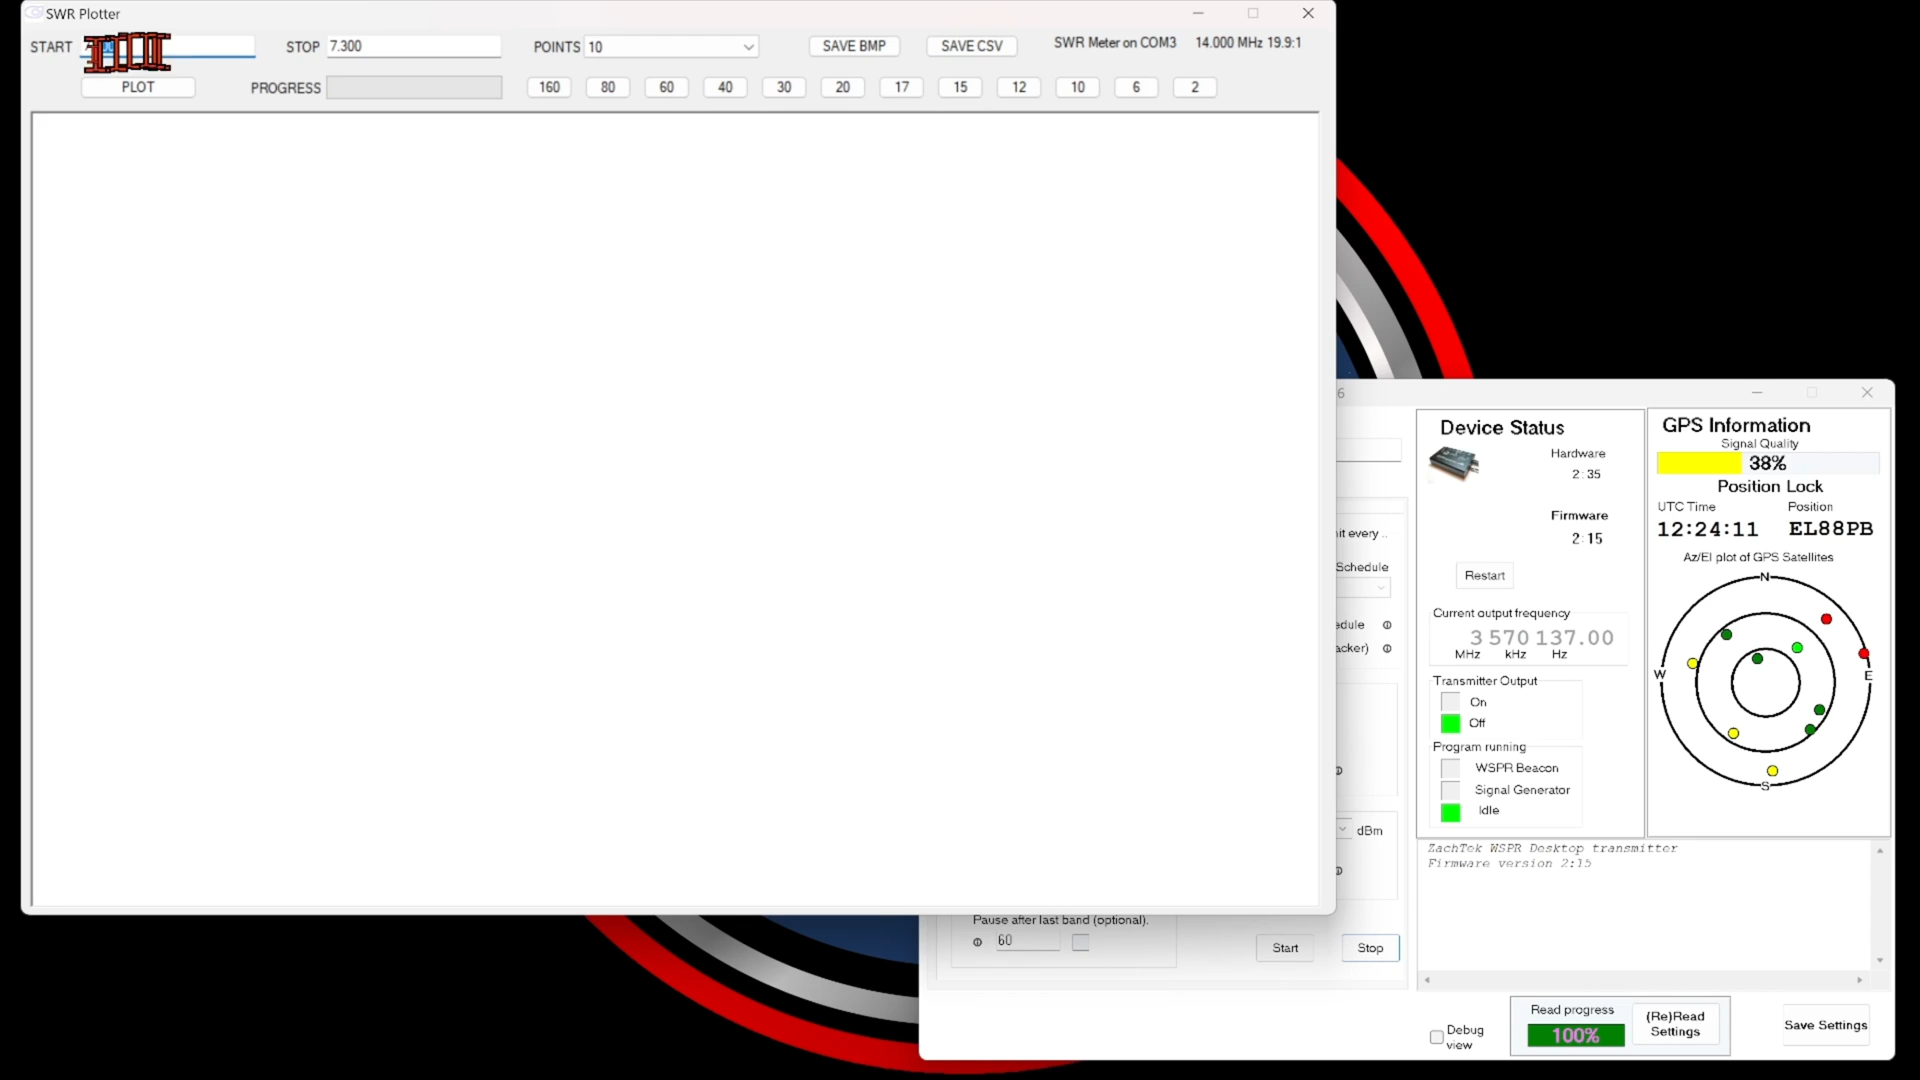 SWR Plotter
START
STOP 7.300
POINTS 10
SAVE BMP
SAVE CSV
SWR Meter on COM3 14.000 MHz 19.9:1
PLOT
PROGRESS
160 80 60 40 30 20 17 15 12 10 6 2
6
Device Status
Hardware
2:35
Firmware
2:15
Restart
Current output frequency
3 570 137.00
MHz kHz Hz
Transmitter Output
On
Off
Program running
WSPR Beacon
Signal Generator
Idle
GPS Information
Signal Quality
38%
Position Lock
UTC Time Position
12:24:11 EL88PB
Az/El plot of GPS Satellites
N
W
E
S
it every ..
Schedule
edule
acker)
dBm
ZachTek WSPR Desktop transmitter
Firmware version 2:15
Pause after last band (optional).
60
Start
Stop
Debug
view
Read progress
100%
(Re)Read
Settings
Save Settings